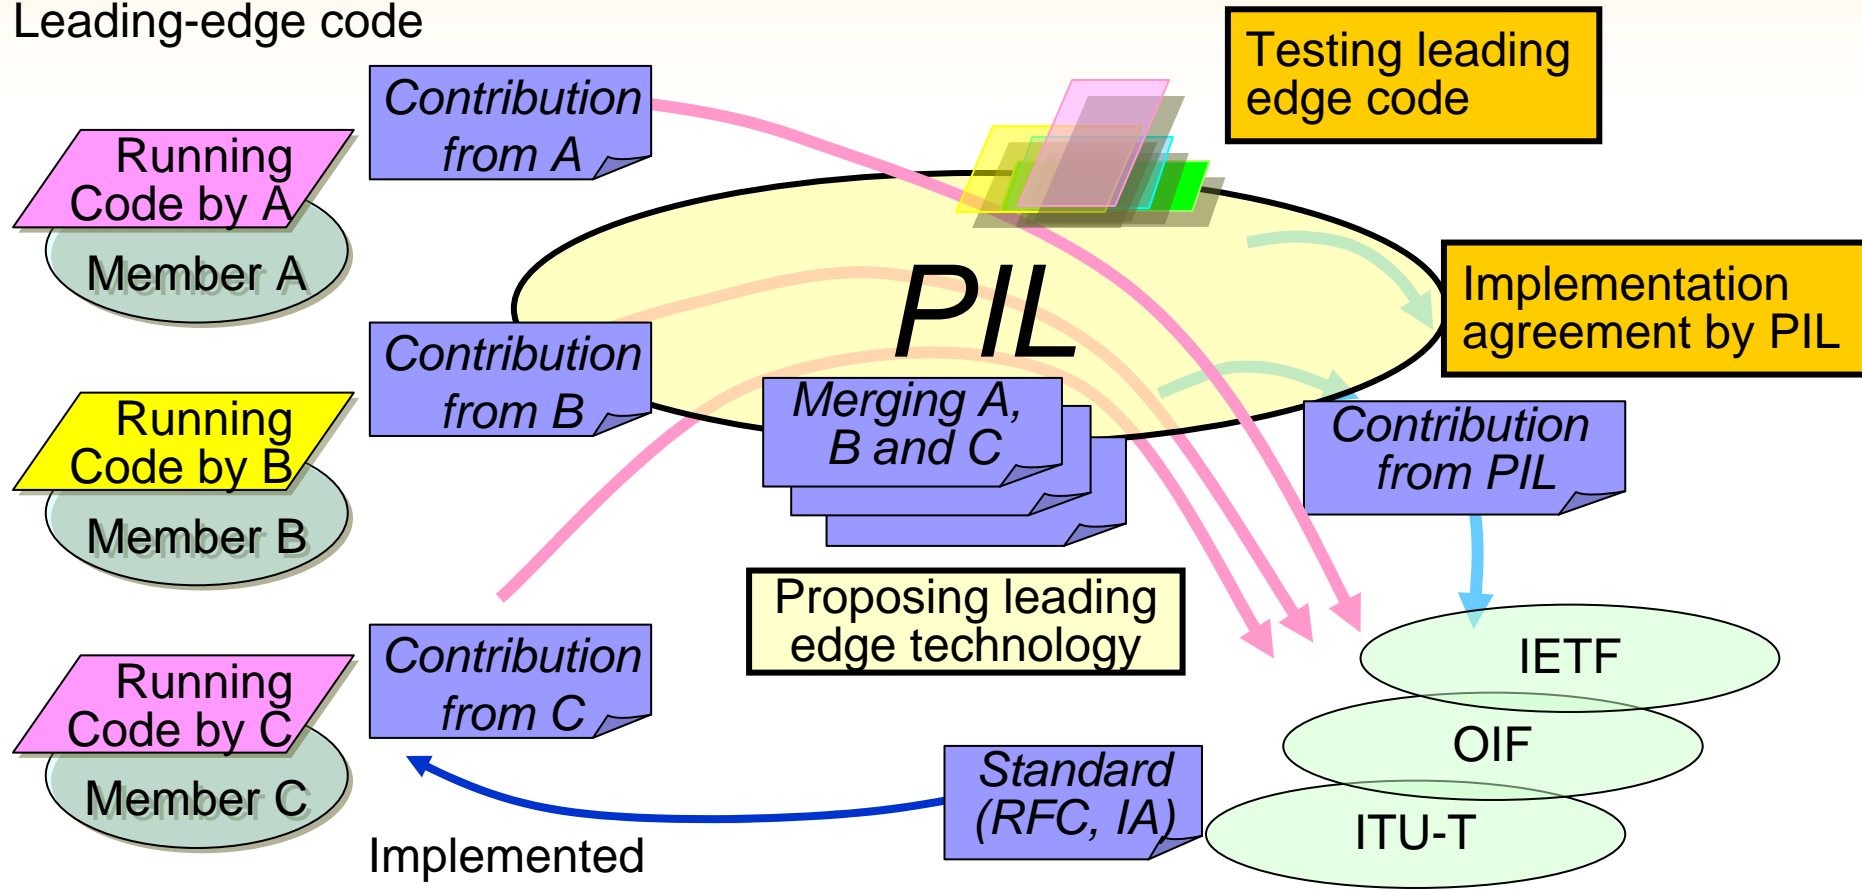 Leading-edge code
Testing leading
edge code
Contribution
from A
Running
Code by A
Member A
PIL
Implementation
agreement by PIL
Contribution
from B
Merging A,
B and C
Contribution
from PIL
Running
Code by B
Member B
Proposing leading
edge technology
Contribution
from C
IETF
Running
Code by C
Member C
OIF
Standard
(RFC, IA)
ITU-T
Implemented